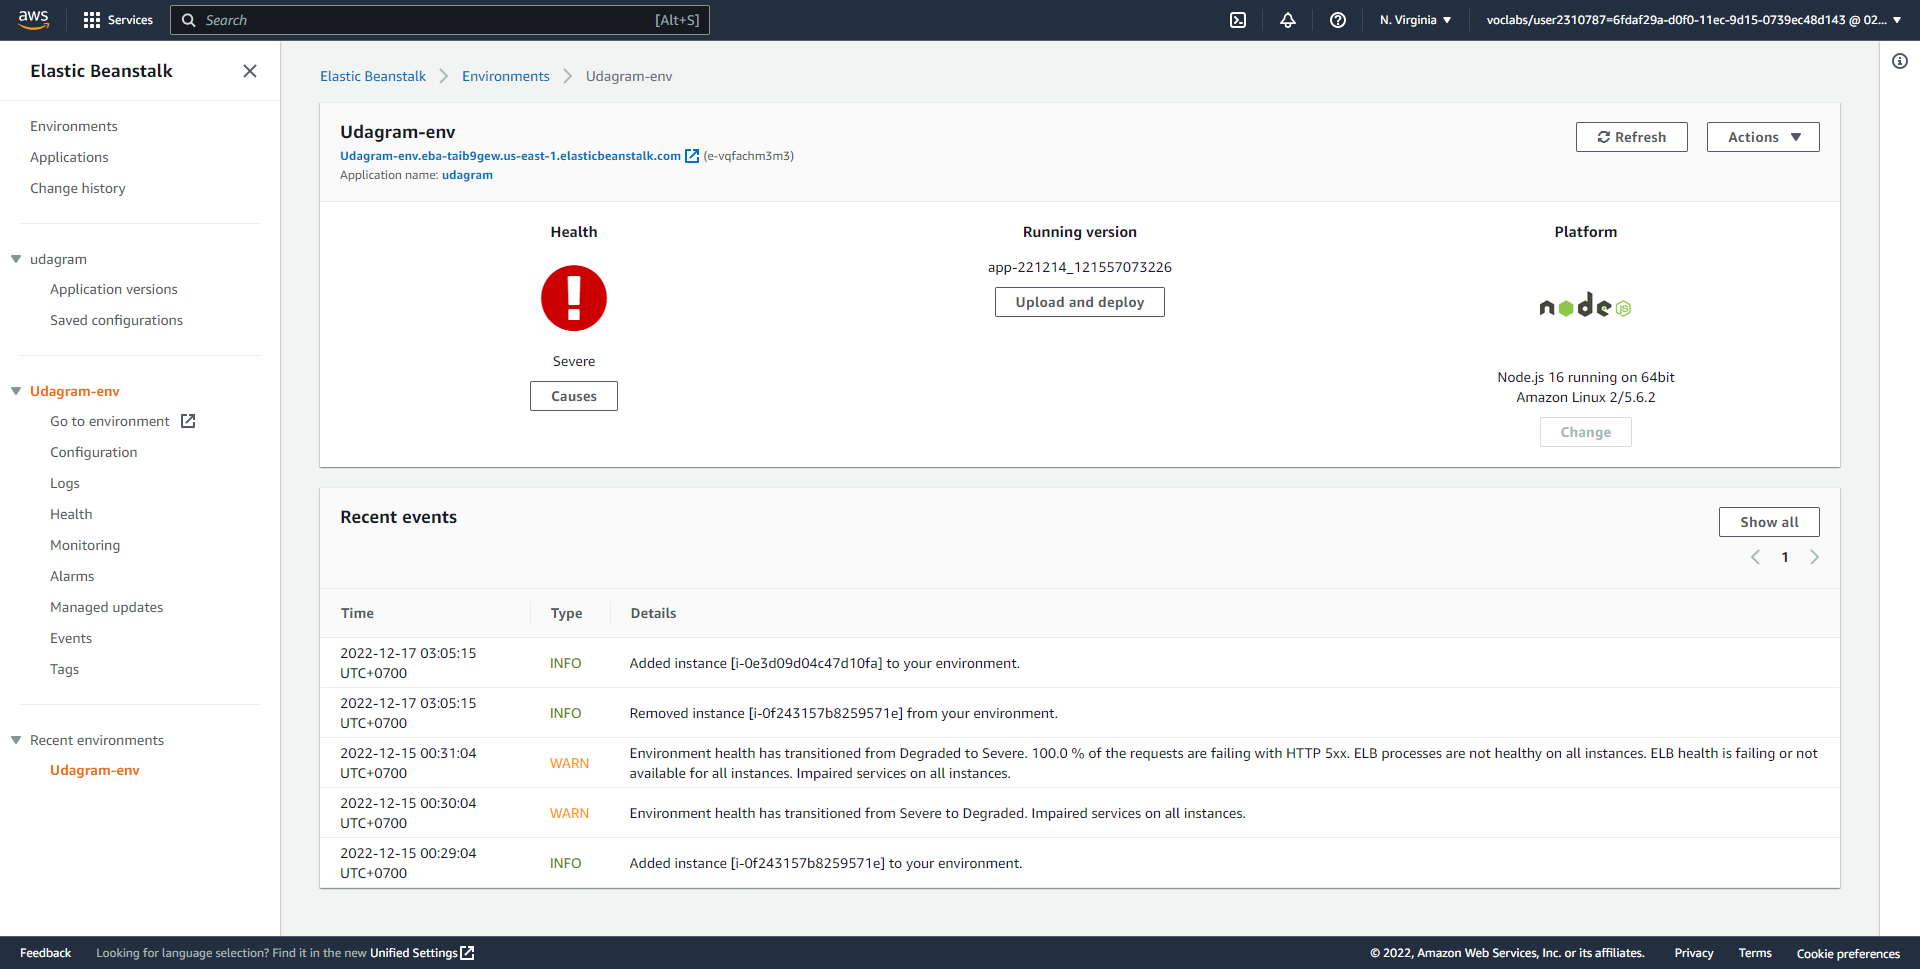 aws
Services
Search [Alt+S]
N. Virginia ▼
voclabs/user2310787=6fdaf29a-d0f0-11ec-9d15-0739ec48d143 @ 02... ▼
Elastic Beanstalk
Environments
Applications
Change history
udagram
Application versions
Saved configurations
Udagram-env
Go to environment
Configuration
Logs
Health
Monitoring
Alarms
Managed updates
Events
Tags
Recent environments
Udagram-env
Elastic Beanstalk > Environments > Udagram-env
Udagram-env
Udagram-env.eba-taib9gew.us-east-1.elasticbeanstalk.com (e-vqfachm3m3)
Application name: udagram
Refresh
Actions ▼
Health
Severe
Causes
Running version
app-221214_121557073226
Upload and deploy
Platform
node JS
Node.js 16 running on 64bit
Amazon Linux 2/5.6.2
Change
Recent events
Show all
< 1 >
Time Type Details
2022-12-17 03:05:15
UTC+0700
INFO
Added instance [i-0e3d09d04c47d10fa] to your environment.
2022-12-17 03:05:15
UTC+0700
INFO
Removed instance [i-0f243157b8259571e] from your environment.
2022-12-15 00:31:04
UTC+0700
WARN
Environment health has transitioned from Degraded to Severe. 100.0 % of the requests are failing with HTTP 5xx. ELB processes are not healthy on all instances. ELB health is failing or not
available for all instances. Impaired services on all instances.
2022-12-15 00:30:04
UTC+0700
WARN
Environment health has transitioned from Severe to Degraded. Impaired services on all instances.
2022-12-15 00:29:04
UTC+0700
INFO
Added instance [i-0f243157b8259571e] to your environment.
Feedback
Looking for language selection? Find it in the new Unified Settings
© 2022, Amazon Web Services, Inc. or its affiliates.
Privacy
Terms
Cookie preferences